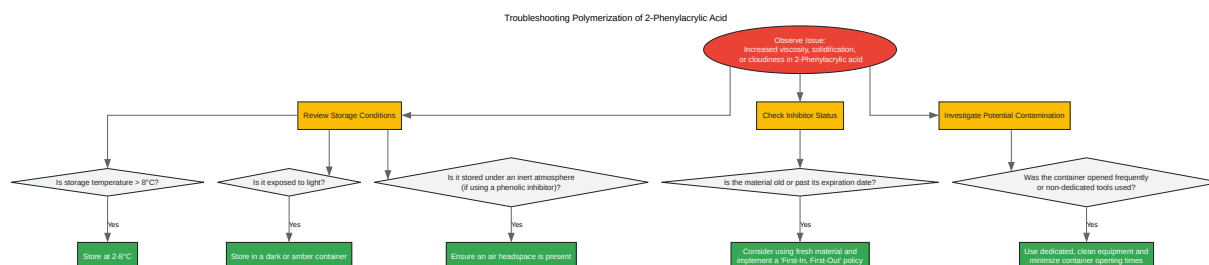 Troubleshooting Polymerization of 2-Phenylacrylic Acid
Observe Issue:
Increased viscosity, solidification,
or cloudiness in 2-Phenylacrylic acid
Review Storage Conditions
Check Inhibitor Status
Investigate Potential Contamination
Is storage temperature > 8°C?
Is it exposed to light?
Is it stored under an inert atmosphere
(if using a phenolic inhibitor)?
Is the material old or past its expiration date?
Was the container opened frequently
or non-dedicated tools used?
Yes
Yes
Yes
Yes
Yes
Store at 2-8°C
Store in a dark or amber container
Ensure an air headspace is present
Consider using fresh material and
implement a 'First-In, First-Out' policy
Use dedicated, clean equipment and
minimize container opening times